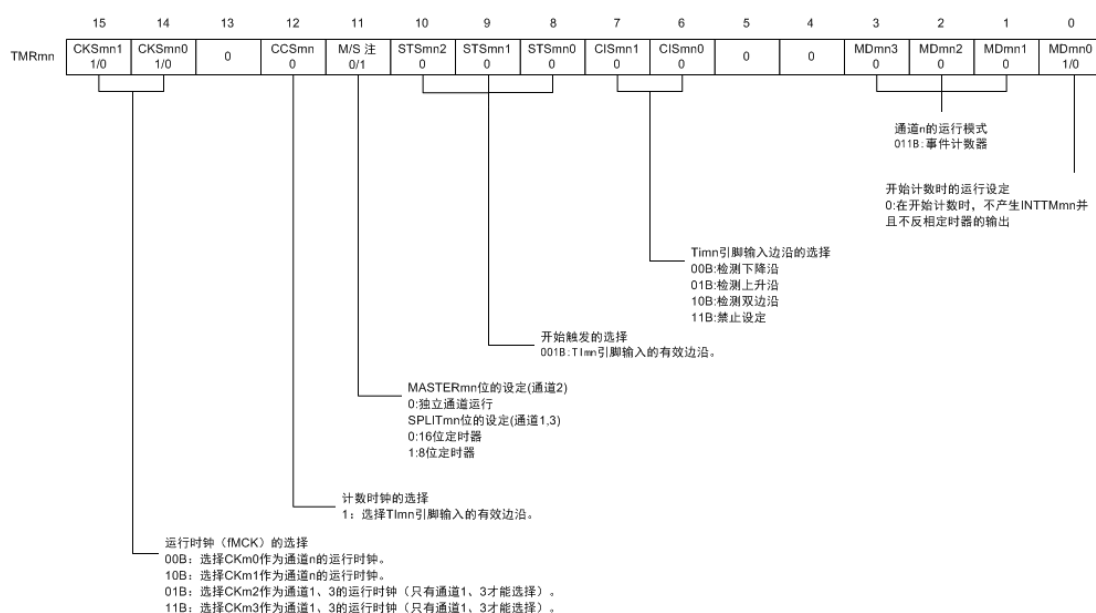 15 14 13 12 11 10 9 8 7 6 5 4 3 2 1 0
TMRmn CKSmn1 CKSmn0 0 CCSmn M/S 注 STSmn2 STSmn1 STSmn0 CISmn1 CISmn0 0 0 MDmn3 MDmn2 MDmn1 MDmn0
1/0 1/0 0 0/1 0 0 0 0 0 0 0 0 1/0
通道n的运行模式
011B:事件计数器
开始计数时的运行设定
0:在开始计数时，不产生INTTMmn并
且不反相定时器的输出
TImn引脚输入边沿的选择
00B:检测下降沿
01B:检测上升沿
10B:检测双边沿
11B:禁止设定
开始触发的选择
001B:TImn引脚输入的有效边沿。
MASTERmn位的设定(通道2)
0:独立通道运行
SPLITmn位的设定(通道1,3)
0:16位定时器
1:8位定时器
计数时钟的选择
1：选择TImn引脚输入的有效边沿。
运行时钟（fMCK）的选择
00B：选择CKm0作为通道n的运行时钟。
10B：选择CKm1作为通道n的运行时钟。
01B：选择CKm2作为通道1、3的运行时钟（只有通道1、3才能选择）。
11B：选择CKm3作为通道1、3的运行时钟（只有通道1、3才能选择）。